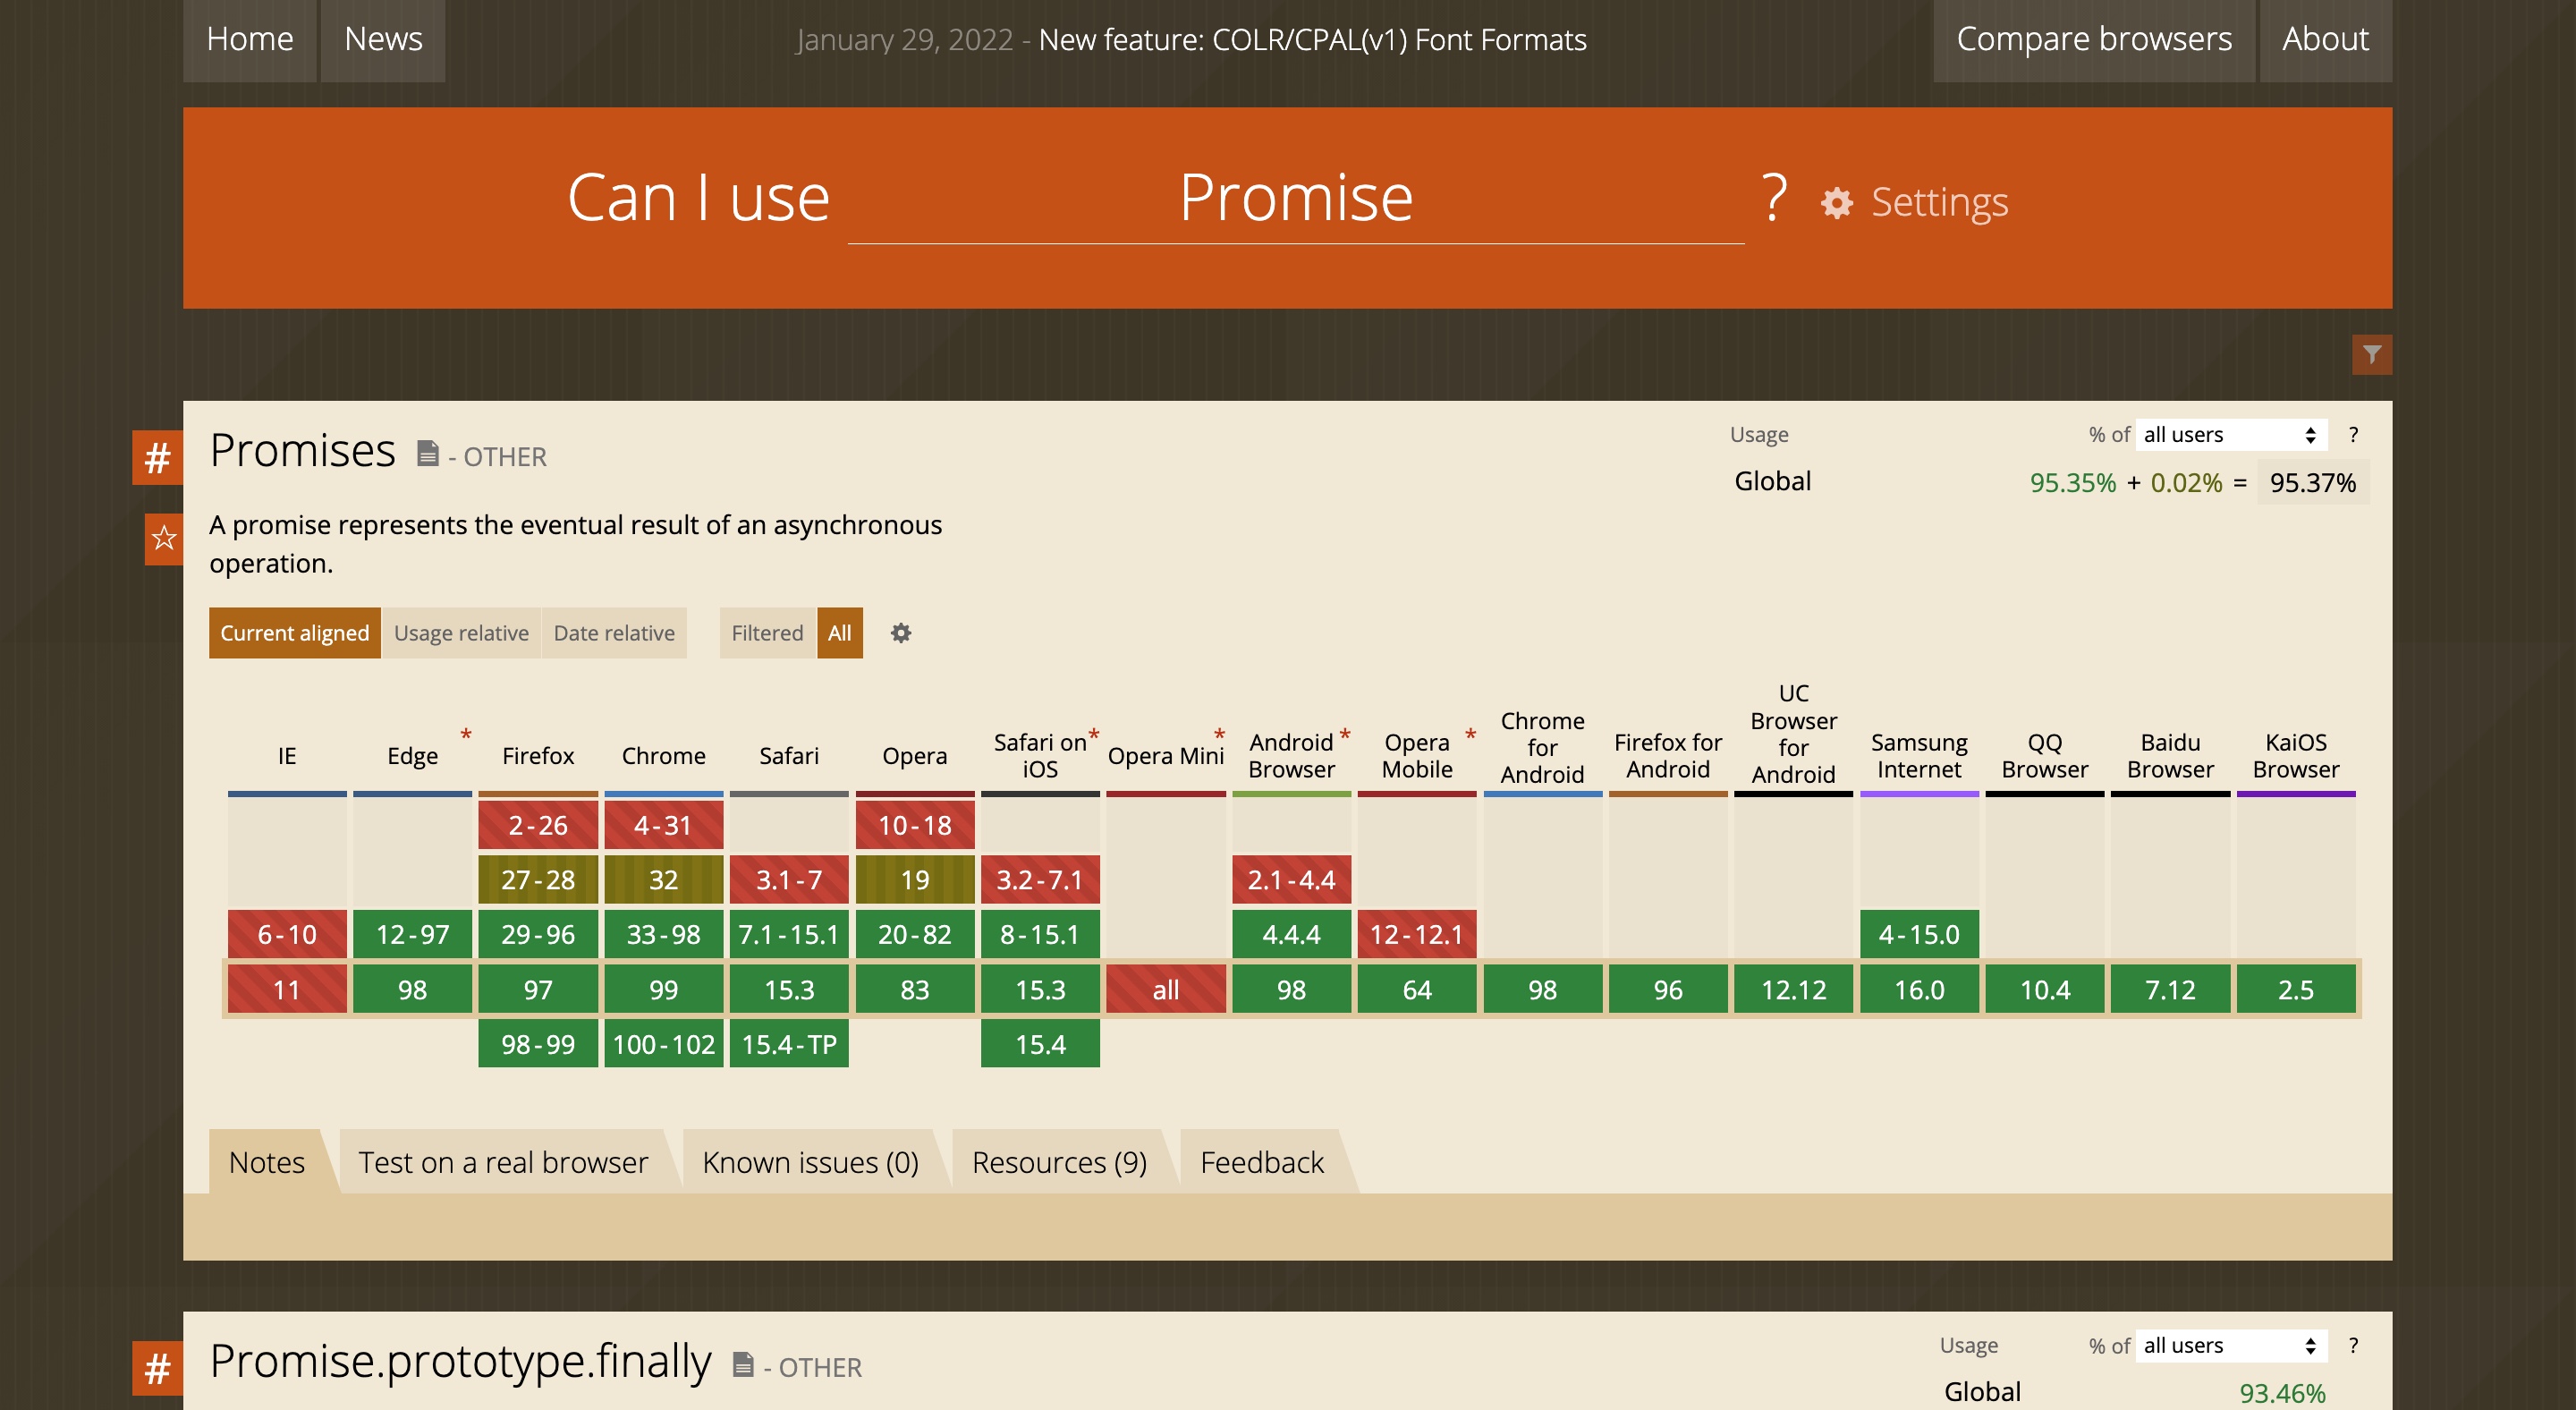 Home
News
January 29, 2022 - New feature: COLR/CPAL(v1) Font Formats
Compare browsers
About
Can I use Promise ? Settings
# Promises - OTHER
Usage % of all users ?
Global 95.35% + 0.02% = 95.37%
A promise represents the eventual result of an asynchronous
operation.
Current aligned Usage relative Date relative Filtered All
IE
Edge *
Firefox
Chrome
Safari
Opera
Safari on *
iOS
Opera Mini *
Android *
Browser
Opera *
Mobile
Chrome
for
Android
Firefox for
Android
UC
Browser
for
Android
Samsung
Internet
QQ
Browser
Baidu
Browser
KaiOS
Browser
2-26 4-31 10-18
27-28 32 3.1-7 19 3.2-7.1 2.1-4.4
6-10 12-97 29-96 33-98 7.1-15.1 20-82 8-15.1 4.4.4 12-12.1 4-15.0
11 98 97 99 15.3 83 15.3 all 98 64 98 96 12.12 16.0 10.4 7.12 2.5
98-99 100-102 15.4-TP 15.4
Notes
Test on a real browser
Known issues (0)
Resources (9)
Feedback
# Promise.prototype.finally - OTHER
Usage % of all users ?
Global 93.46%